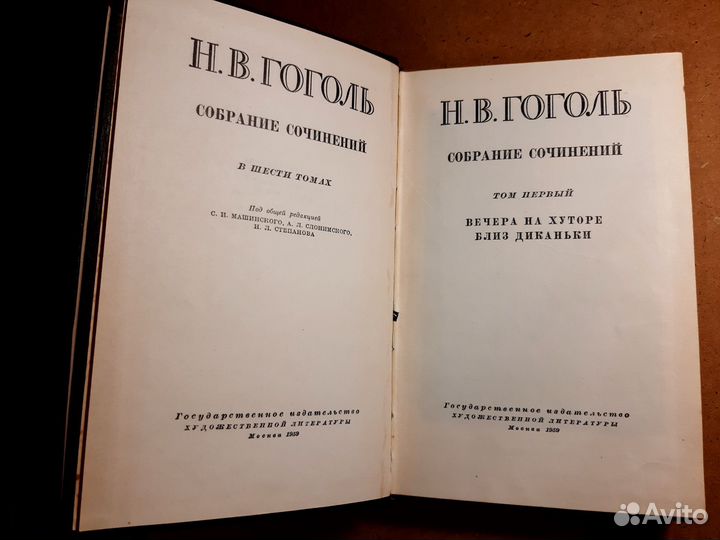 Н. В. ГОГОЛЬ
СОБРАНИЕ СОЧИНЕНИЙ
В ШЕСТИ ТОМАХ
Под общей редакцией
С. И. МАШИНСКОГО, А. Л. СЛОНИМСКОГО,
Н. Л. СТЕПАНОВА
Государственное издательство
ХУДОЖЕСТВЕННОЙ ЛИТЕРАТУРЫ
Москва 1959
Н. В. ГОГОЛЬ
СОБРАНИЕ СОЧИНЕНИЙ
ТОМ ПЕРВЫЙ
ВЕЧЕРА НА ХУТОРЕ
БЛИЗ ДИКАНЬКИ
Государственное издательство
ХУДОЖЕСТВЕННОЙ ЛИТЕРАТУРЫ
Москва 1959
Avito